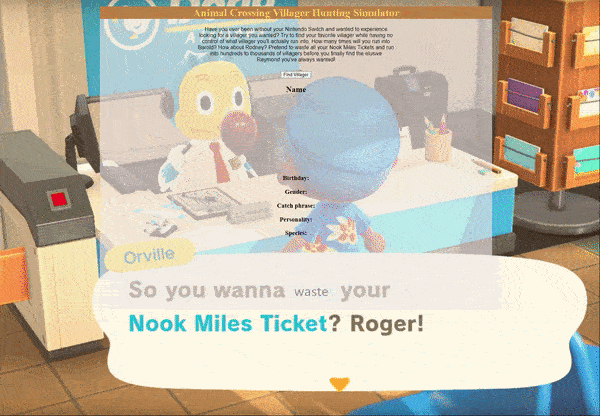 Animal Crossing Villager Hunting Simulator
Have you ever been without your Nintendo Switch and wanted to experience
looking for a villager you wanted? Try to find your favorite villager while having no
control of what villager you'll actually run into. How many times will you run into
Barold? How about Rodney? Pretend to waste all your Nook Miles Tickets and run
into hundreds to thousands of villagers before you finally find the elusive
Raymond you've always wanted!
Find Villager
Name
Birthday:
Gender:
Catch phrase:
Personality:
Species:
Orville
So you wanna waste your
Nook Miles Ticket? Roger!